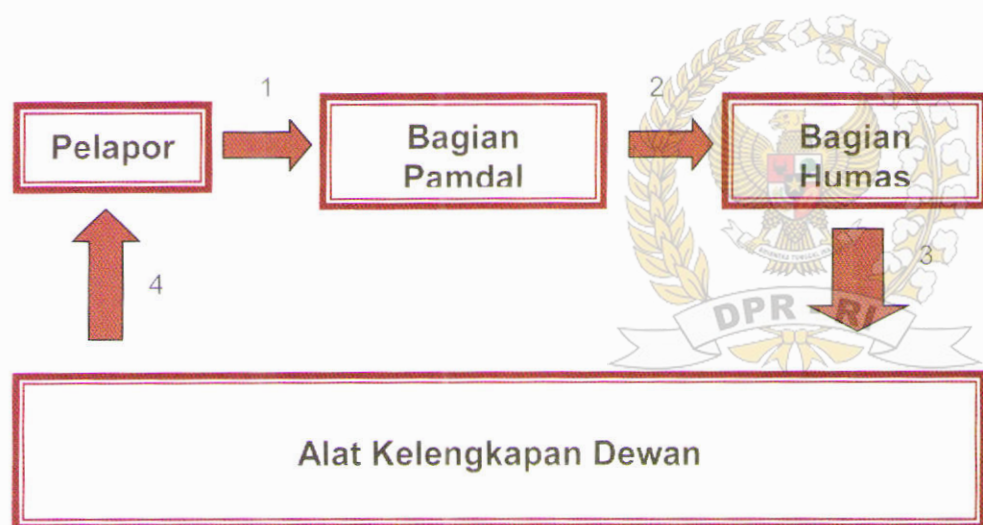 1
2
Pelapor
Bagian
Pamdal
Bagian
Humas
4
3
DPR - RI
Alat Kelengkapan Dewan